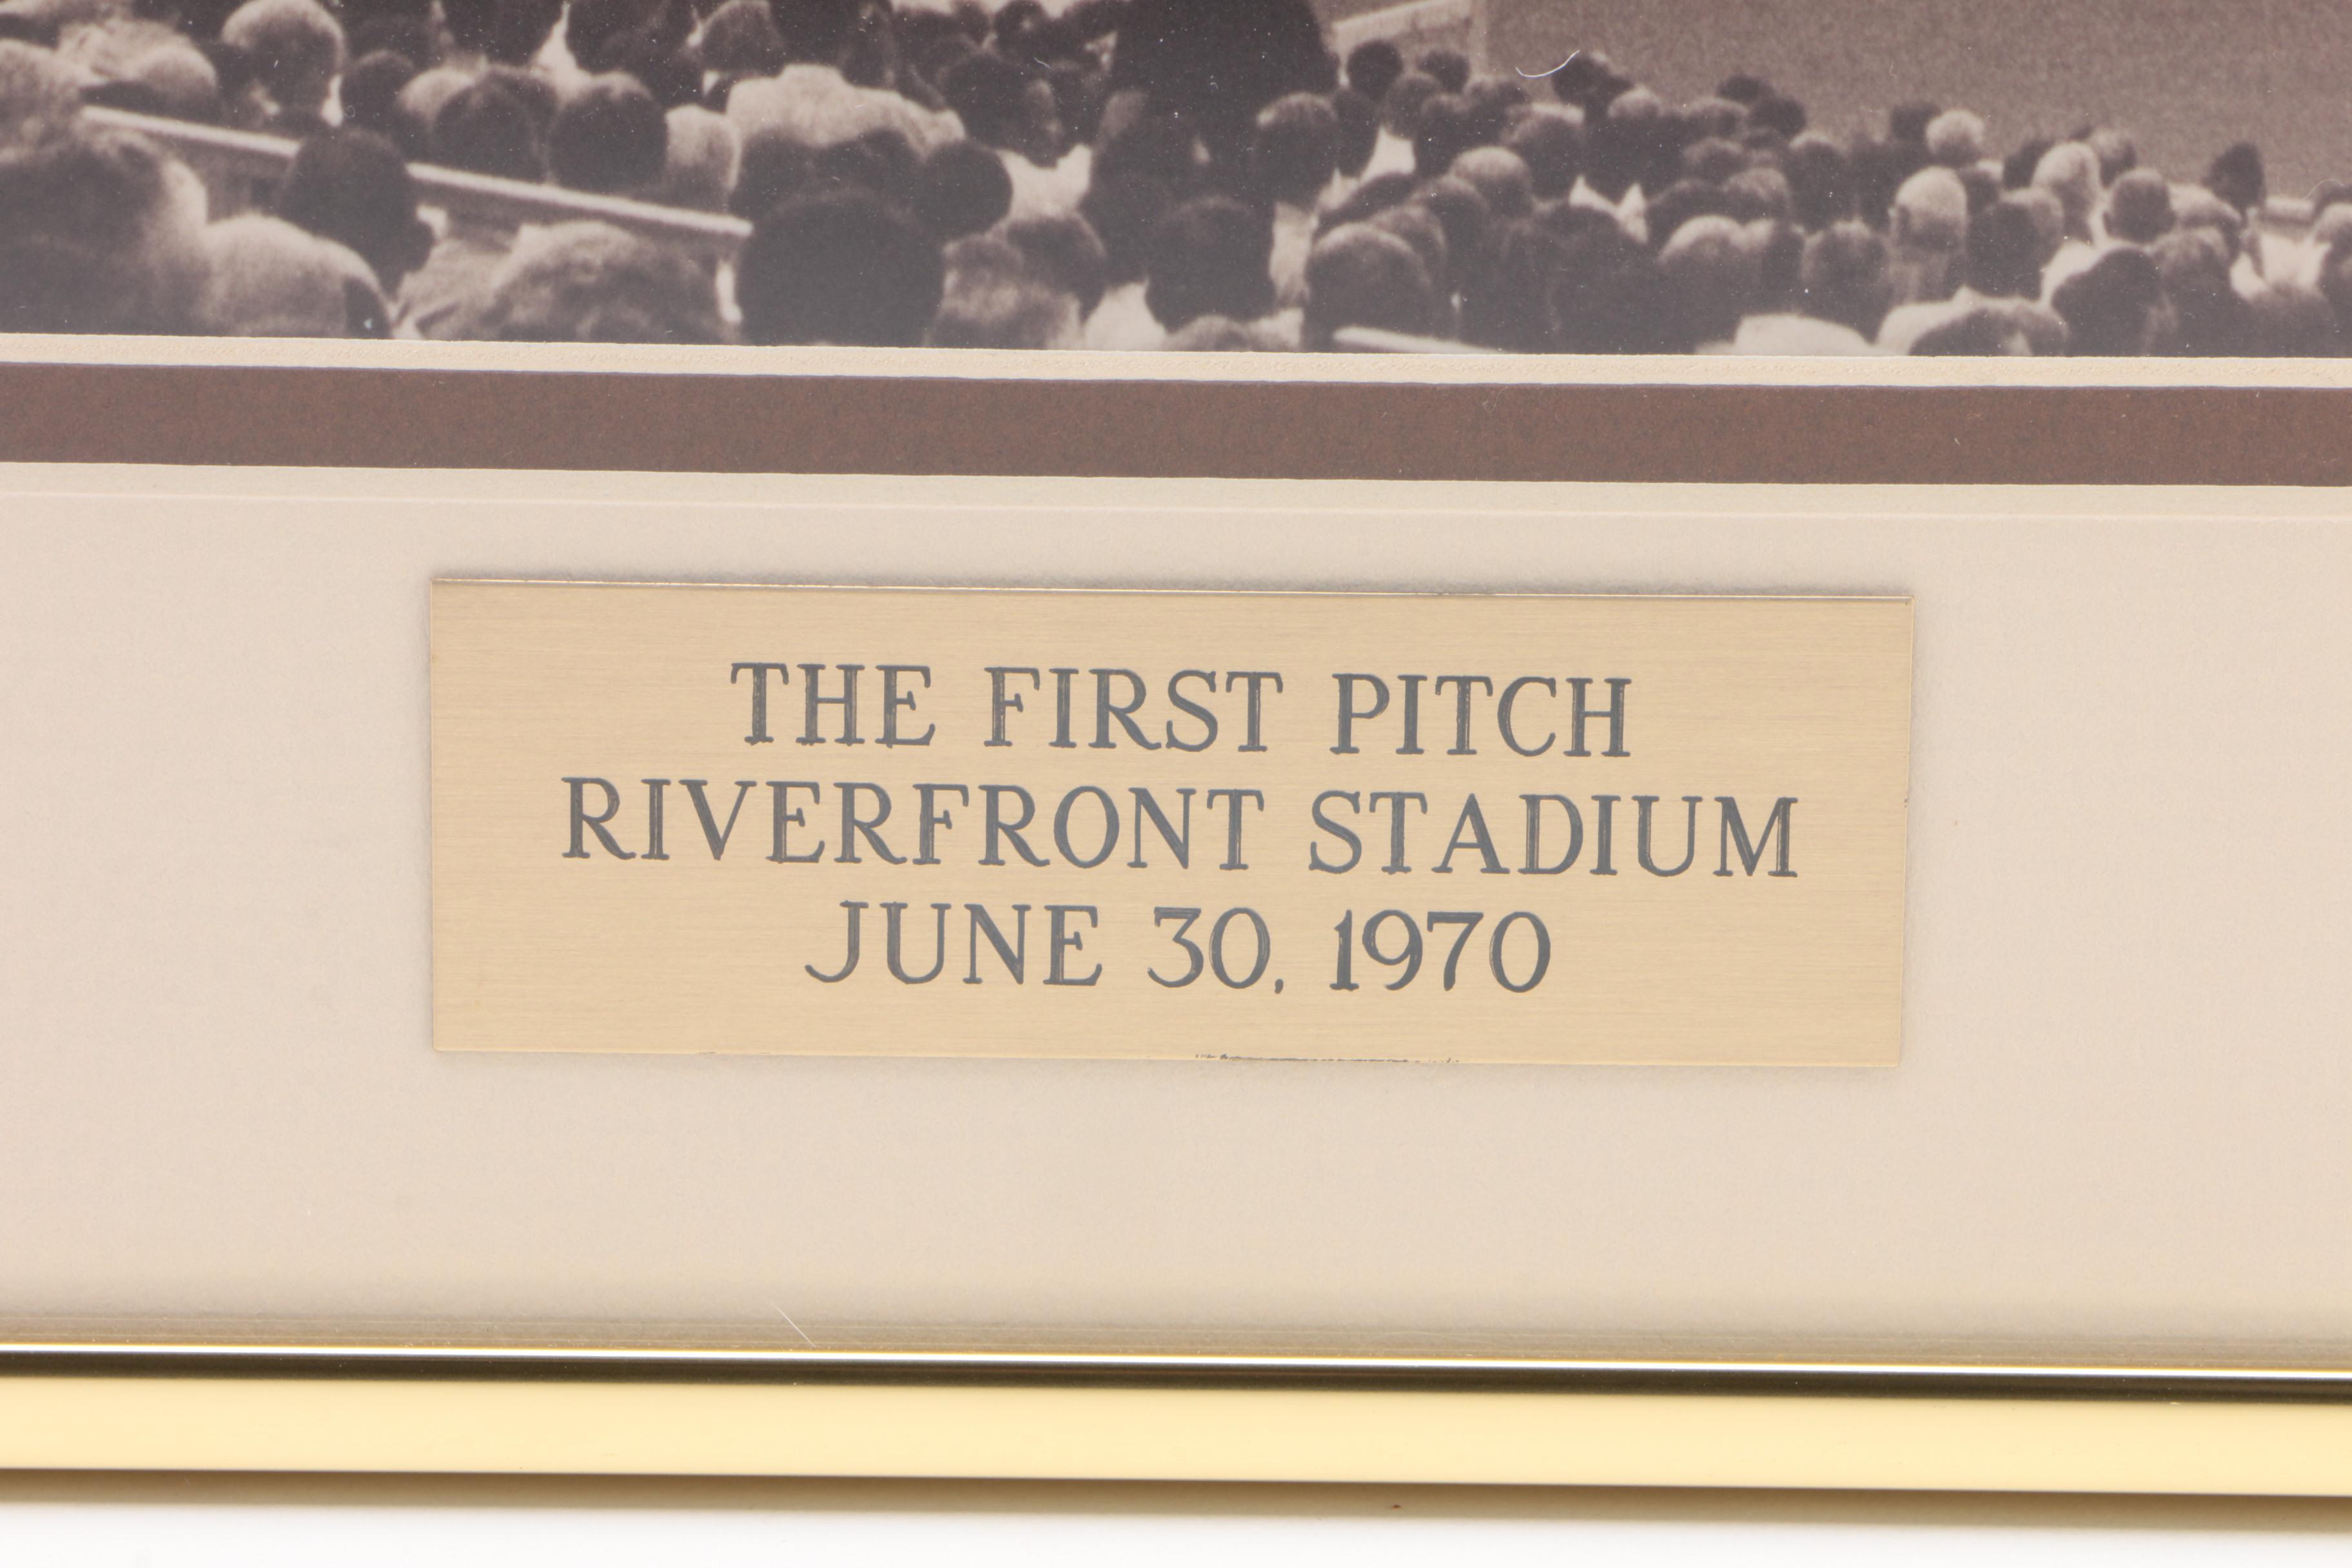 THE FIRST PITCH
RIVERFRONT STADIUM
JUNE 30, 1970